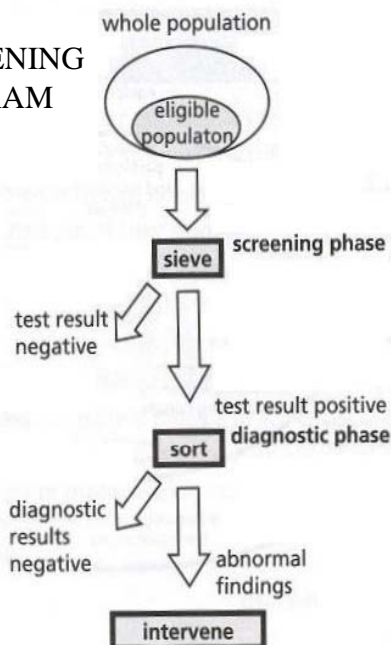 whole population
ENING
RAM
eligible
populaton
sieve
screening phase
test result
negative
test result positive
diagnostic phase
sort
diagnostic
results
negative
abnormal
findings
intervene